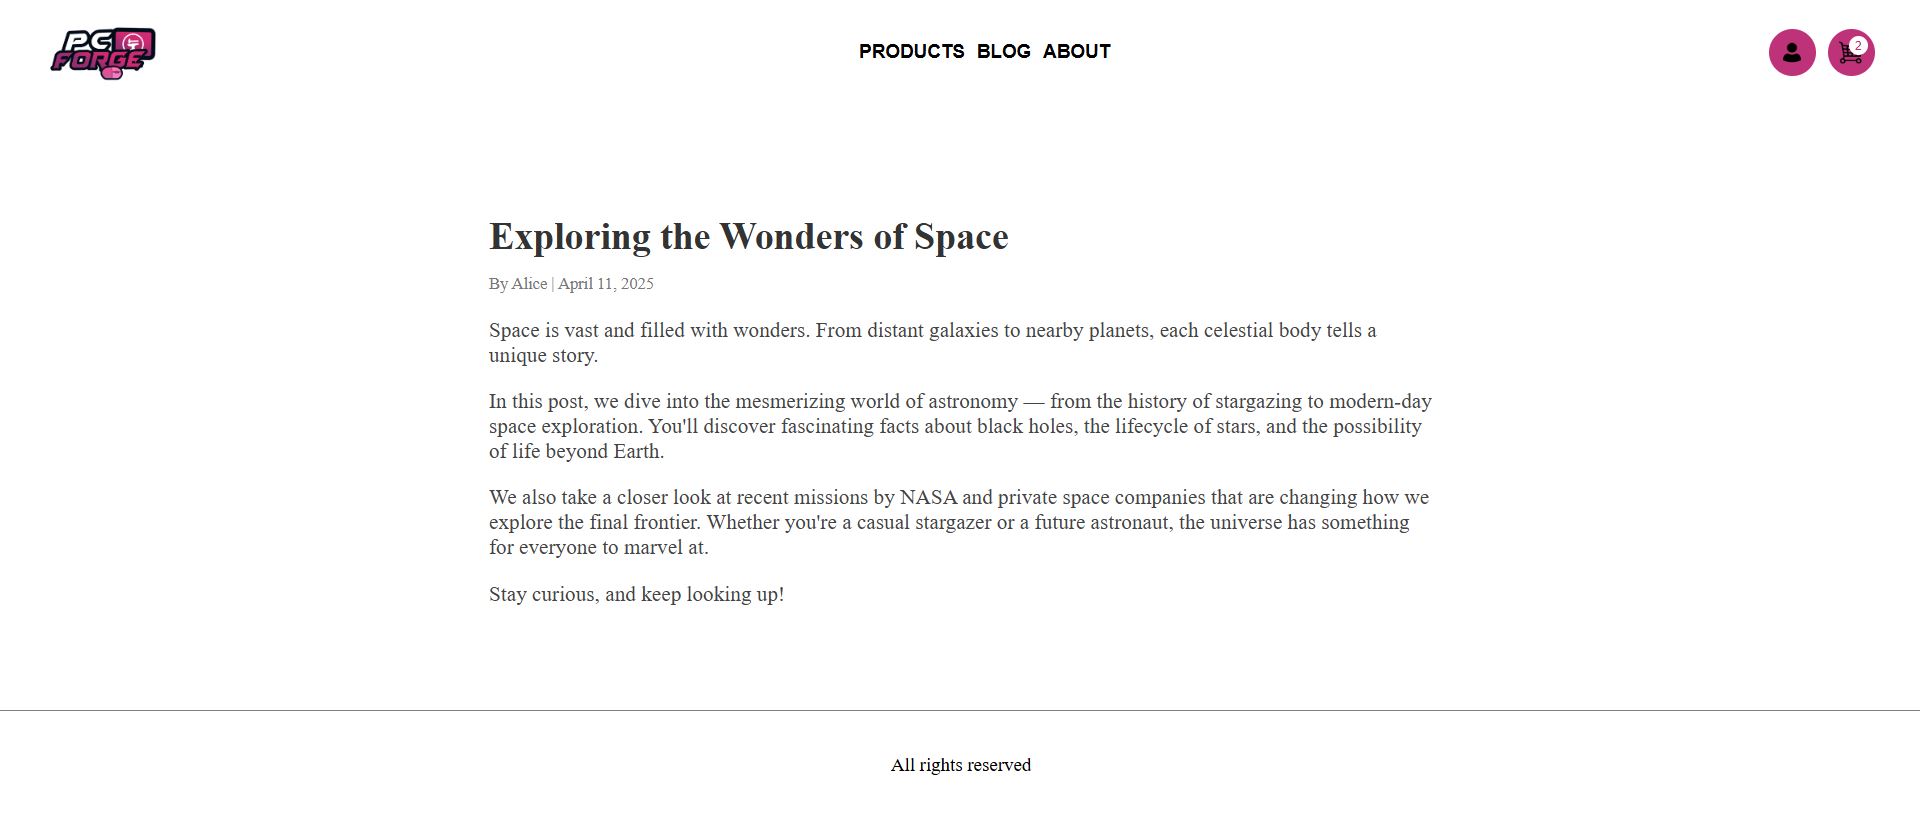 PC FORGE
PRODUCTS BLOG ABOUT
2
Exploring the Wonders of Space
By Alice | April 11, 2025
Space is vast and filled with wonders. From distant galaxies to nearby planets, each celestial body tells a
unique story.
In this post, we dive into the mesmerizing world of astronomy — from the history of stargazing to modern-day
space exploration. You'll discover fascinating facts about black holes, the lifecycle of stars, and the possibility
of life beyond Earth.
We also take a closer look at recent missions by NASA and private space companies that are changing how we
explore the final frontier. Whether you're a casual stargazer or a future astronaut, the universe has something
for everyone to marvel at.
Stay curious, and keep looking up!
All rights reserved